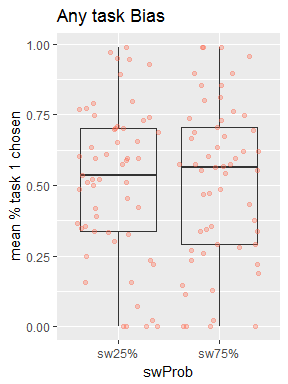 Any task Bias
mean % task 1 chosen
1.00
0.75
0.50
0.25
0.00
sw25% sw75%
swProb